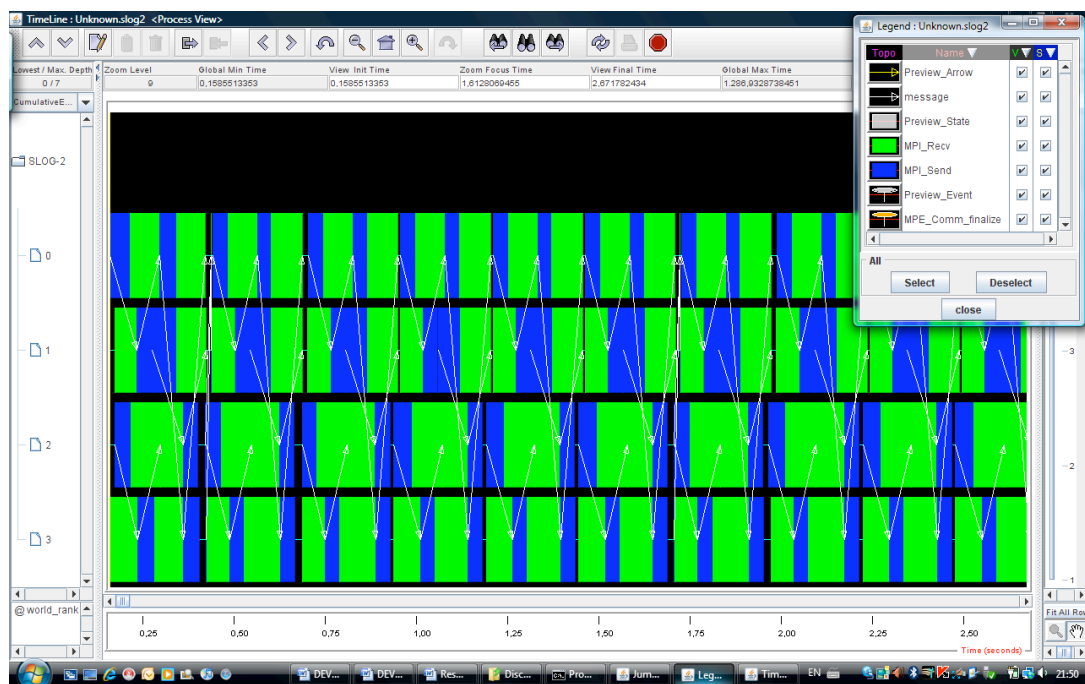 TimeLine : Unknown.slog2 <Process View>
Lowest / Max. Depth
0 / 7
Zoom Level
9
Global Min Time
0,1585513353
View Init Time
0,1585513353
Zoom Focus Time
1,6128069455
View Final Time
2,671782434
Global Max Time
1.286,9328738451
CumulativeE...
SLOG-2
0
1
2
3
@ world_rank
Legend : Unknown.slog2
Topo Name V S
Preview_Arrow
message
Preview_State
MPI_Recv
MPI_Send
Preview_Event
MPE_Comm_finalize
All
Select Deselect
close
3
2
1
Fit All Ro
0,25 0,50 0,75 1,00 1,25 1,50 1,75 2,00 2,25 2,50
Time (seconds)
DEV... DEV... Res... Disc... Pro... Jum... Leg... Tim... EN 21:50